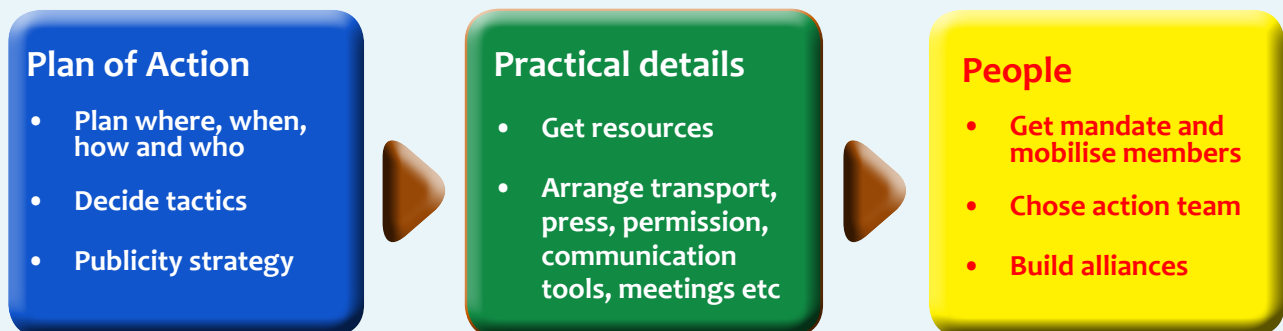 Plan of Action
• Plan where, when,
how and who
• Decide tactics
• Publicity strategy
Practical details
• Get resources
• Arrange transport,
press, permission,
communication
tools, meetings etc
People
• Get mandate and
mobilise members
• Chose action team
• Build alliances